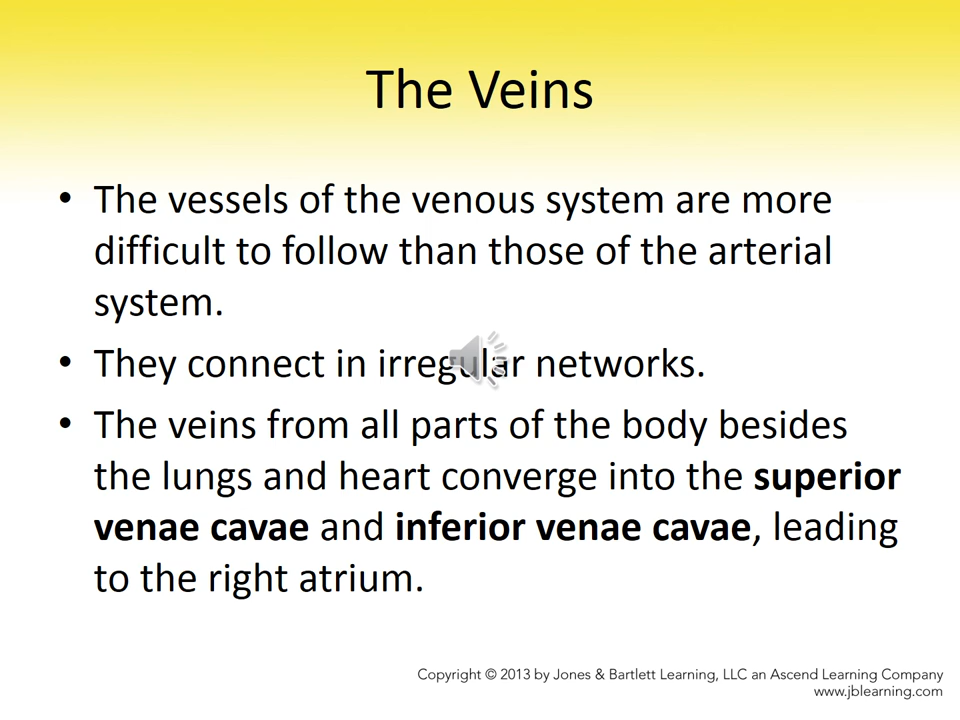 The Veins
• The vessels of the venous system are more
difficult to follow than those of the arterial
system.
• They connect in irregular networks.
• The veins from all parts of the body besides
the lungs and heart converge into the superior
venae cavae and inferior venae cavae, leading
to the right atrium.
Copyright © 2013 by Jones & Bartlett Learning, LLC an Ascend Learning Company
www.jblearning.com